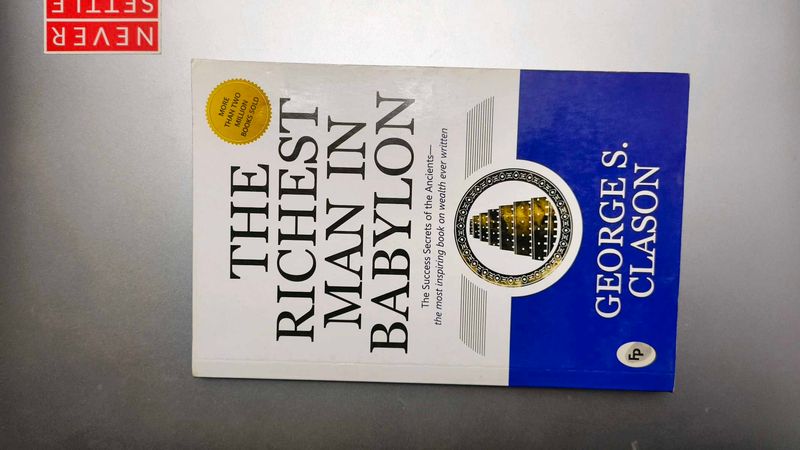 NEVER
SETTLE
MORE
THAN TWO
MILLION
BOOKS SOLD
THE
RICHEST
MAN IN
BABYLON
The Success Secrets of the Ancients—
the most inspiring book on wealth ever written
GEORGE S.
CLASON
FP